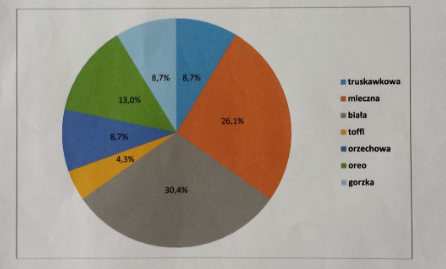 8,7%
8,7%
26,1%
30,4%
4,3%
8,7%
13,0%
truskawkowa
mleczna
biała
toffi
orzechowa
oreo
gorzka